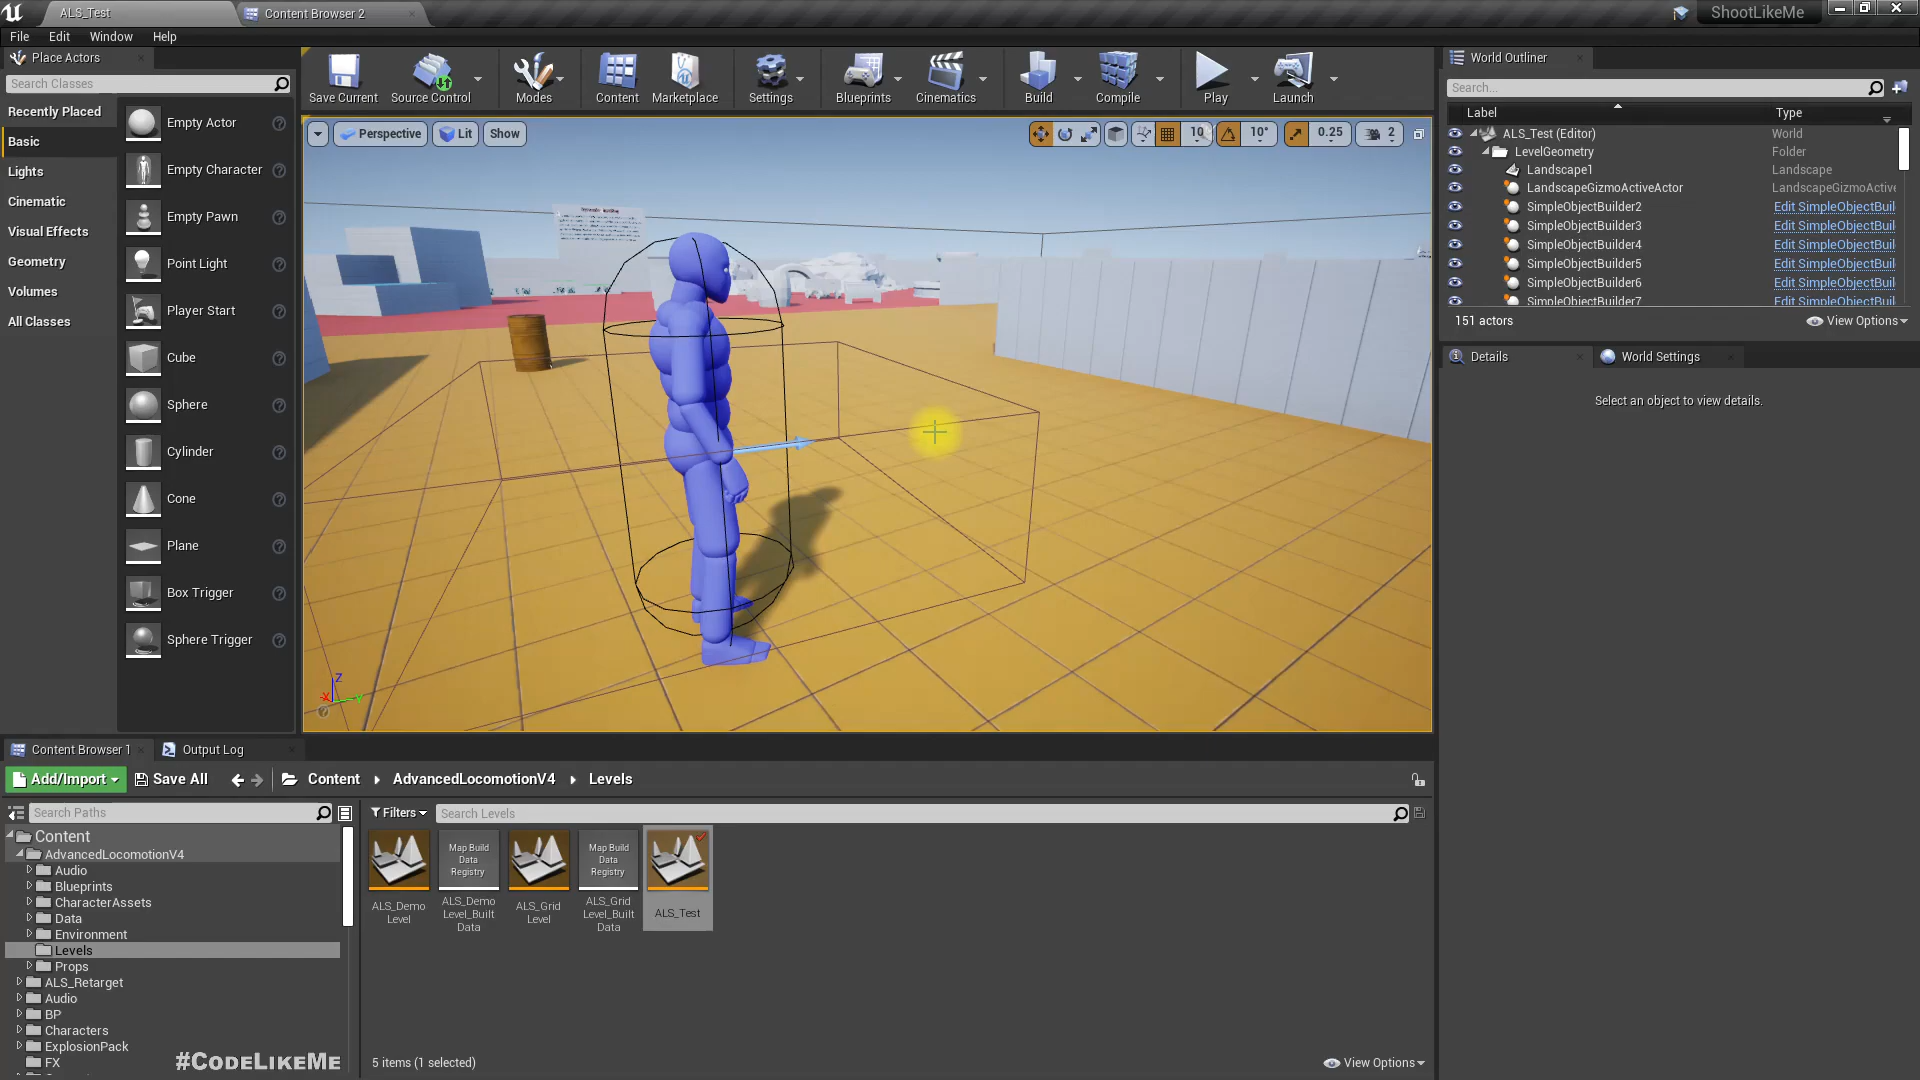 ALS_Test
Content Browser 2
ShootLikeMe
File
Edit
Window
Help
Place Actors
Search Classes
Recently Placed
Basic
Lights
Cinematic
Visual Effects
Geometry
Volumes
All Classes
Empty Actor
Empty Character
Empty Pawn
Point Light
Player Start
Cube
Sphere
Cylinder
Cone
Plane
Box Trigger
Sphere Trigger
Save Current
Source Control
Modes
Content
Marketplace
Settings
Blueprints
Cinematics
Build
Compile
Play
Launch
Perspective
Lit
Show
10
10°
0.25
2
Z
X
Y
World Outliner
Search...
Label
Type
ALS_Test (Editor)
World
LevelGeometry
Folder
Landscape1
Landscape
LandscapeGizmoActiveActor
LandscapeGizmoActive
SimpleObjectBuilder2
Edit SimpleObjectBuil
SimpleObjectBuilder3
Edit SimpleObjectBuil
SimpleObjectBuilder4
Edit SimpleObjectBuil
SimpleObjectBuilder5
Edit SimpleObjectBuil
SimpleObjectBuilder6
Edit SimpleObjectBuil
SimpleObjectBuilder7
Edit SimpleObjectBuil
151 actors
View Options
Details
World Settings
Select an object to view details.
Content Browser 1
Output Log
Add/Import
Save All
Content
AdvancedLocomotionV4
Levels
Search Paths
Filters
Search Levels
Content
AdvancedLocomotionV4
Audio
Blueprints
CharacterAssets
Data
Environment
Levels
Props
ALS_Retarget
Audio
BP
Characters
ExplosionPack
FX
#CodeLikeMe
Map Build
Data
Registry
Map Build
Data
Registry
ALS_Demo
Level
ALS_Demo
Level_Built
Data
ALS_Grid
Level
ALS_Grid
Level_Built
Data
ALS_Test
5 items (1 selected)
View Options